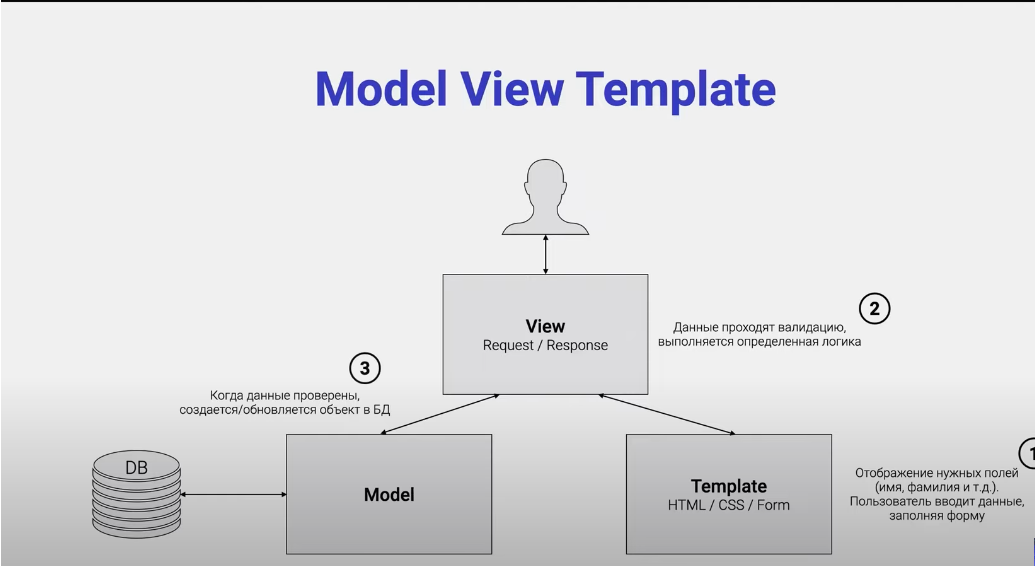 Model View Template
View
Request / Response
2
Данные проходят валидацию,
выполняется определенная логика
3
Когда данные проверены,
создается/обновляется объект в БД
DB
Model
Template
HTML / CSS / Form
1
Отображение нужных полей
(имя, фамилия и т.д.).
Пользователь вводит данные,
заполняя форму